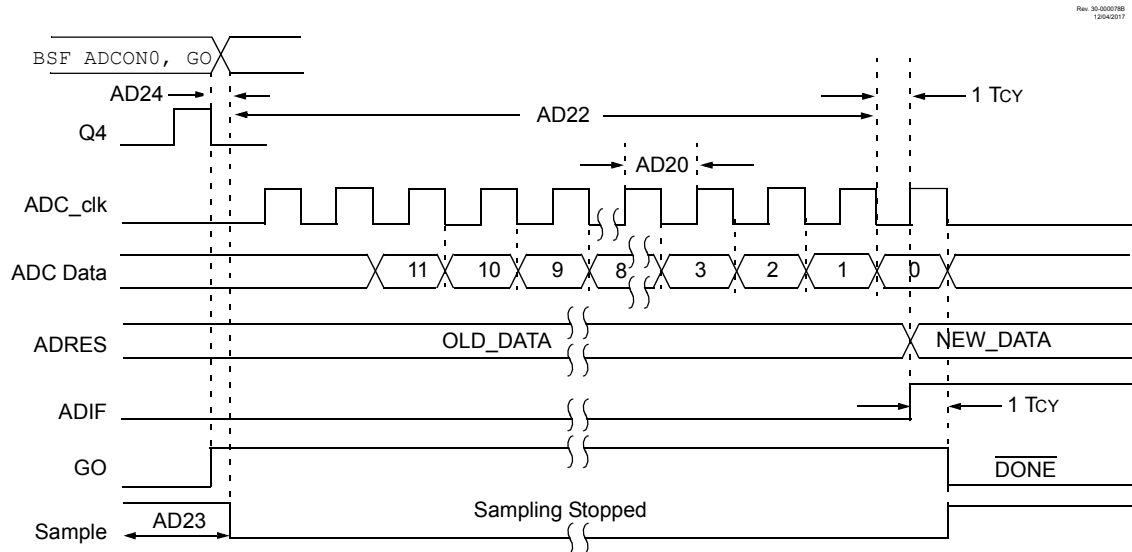 Rev. 30-000078B
12/04/2017
BSF ADCON0, GO
AD24
1 TCY
AD22
Q4
AD20
ADC_clk
ADC Data 11 10 9 8 3 2 1 0
ADRES OLD_DATA NEW_DATA
ADIF 1 TCY
GO DONE
Sample AD23 Sampling Stopped